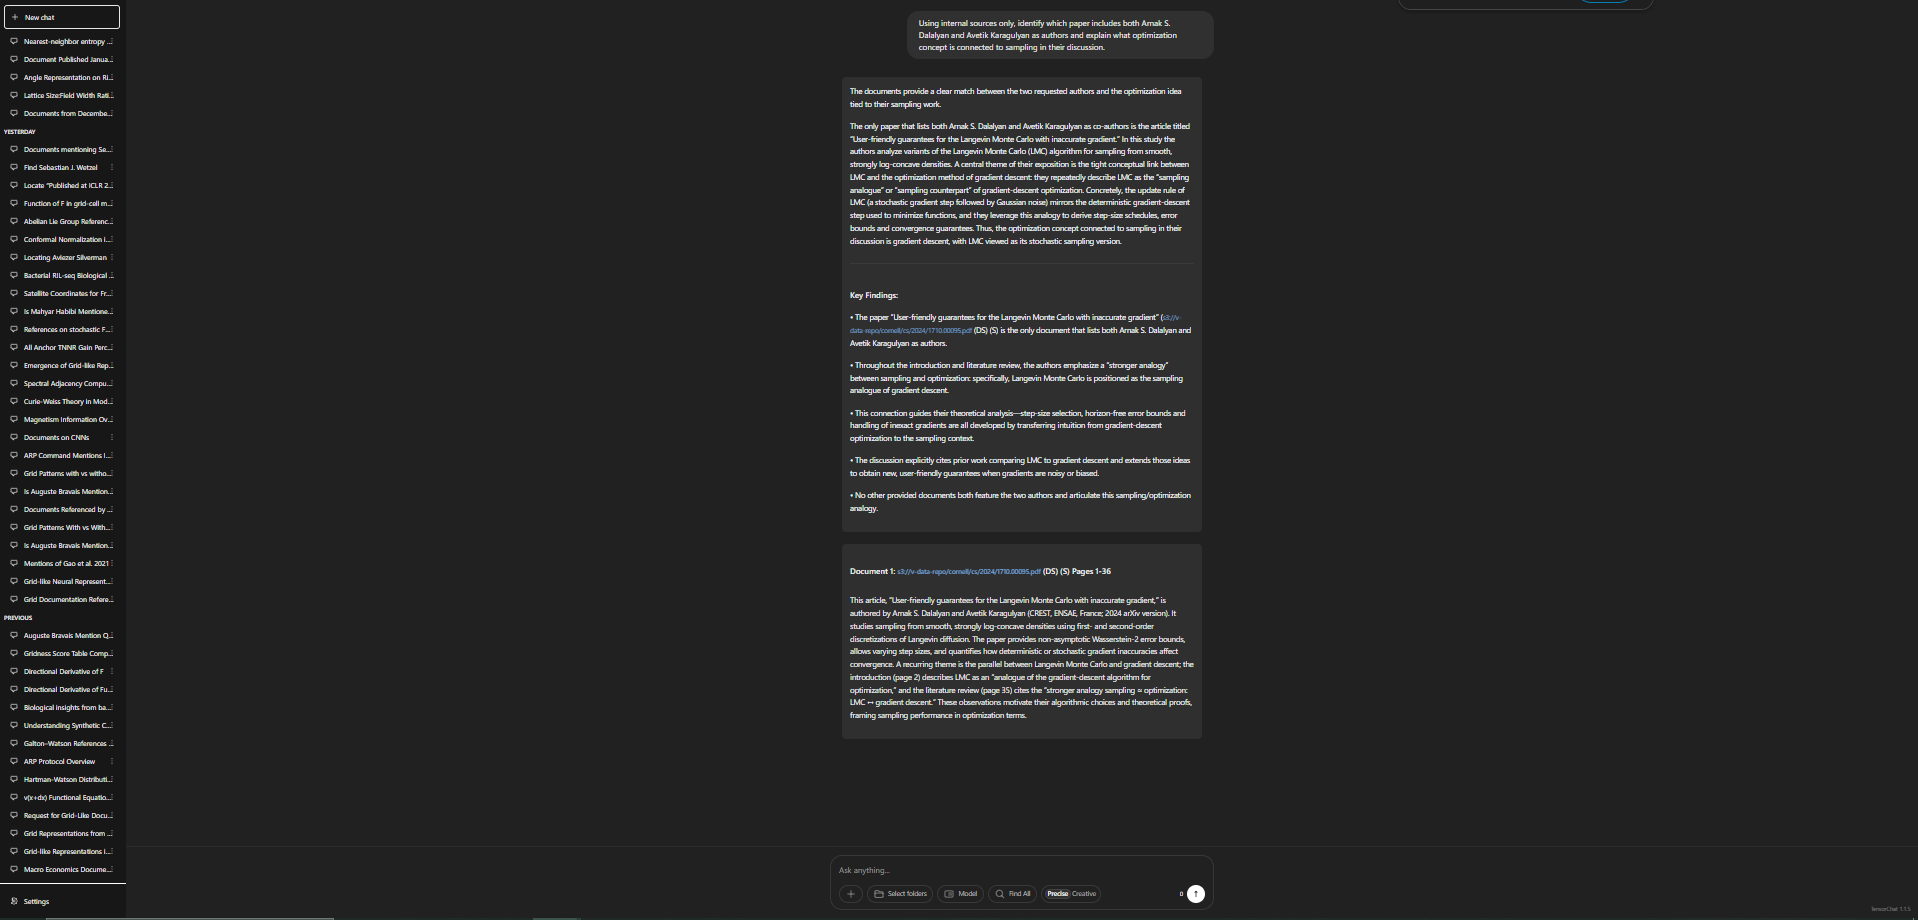 New chat
Nearest-neighbor entropy ...
Document Published Janua...
Angle Representation on Ri...
Lattice Size:Field Width Rati...
Documents from Decembe...
YESTERDAY
Documents mentioning Se...
Find Sebastian J. Wetzel
Locate "Published at ICLR 2...
Function of F in grid-cell m...
Abelian Lie Group Referenc...
Conformal Normalization i...
Locating Aviezer Silverman
Bacterial RIL-seq Biological ...
Satellite Coordinates for Fr...
Is Mahyar Habibi Mentione...
References on stochastic F...
All Anchor TNNR Gain Perc...
Emergence of Grid-like Rep...
Spectral Adjacency Compu...
Curie-Weiss Theory in Mod...
Magnetism Information Ov...
Documents on CNNs
ARP Command Mentions I...
Grid Patterns with vs witho...
Is Auguste Bravais Mention...
Documents Referenced by ...
Grid Patterns With vs With...
Is Auguste Bravais Mention...
Mentions of Gao et al. 2021
Grid-like Neural Represent...
Grid Documentation Refere...
PREVIOUS
Auguste Bravais Mention Q...
Gridness Score Table Comp...
Directional Derivative of F
Directional Derivative of Fu...
Biological insights from ba...
Understanding Synthetic C...
Galton–Watson References ...
ARP Protocol Overview
Hartman-Watson Distributi...
v(x+dx) Functional Equatio...
Request for Grid-Like Docu...
Grid Representations from ...
Grid-like Representations i...
Macro Economics Docume...
Settings
Using internal sources only, identify which paper includes both Arnak S.
Dalalyan and Avetik Karagulyan as authors and explain what optimization
concept is connected to sampling in their discussion.
The documents provide a clear match between the two requested authors and the optimization idea
tied to their sampling work.
The only paper that lists both Arnak S. Dalalyan and Avetik Karagulyan as co-authors is the article titled
"User-friendly guarantees for the Langevin Monte Carlo with inaccurate gradient." In this study the
authors analyze variants of the Langevin Monte Carlo (LMC) algorithm for sampling from smooth,
strongly log-concave densities. A central theme of their exposition is the tight conceptual link between
LMC and the optimization method of gradient descent: they repeatedly describe LMC as the "sampling
analogue" or "sampling counterpart" of gradient-descent optimization. Concretely, the update rule of
LMC (a stochastic gradient step followed by Gaussian noise) mirrors the deterministic gradient-descent
step used to minimize functions, and they leverage this analogy to derive step-size schedules, error
bounds and convergence guarantees. Thus, the optimization concept connected to sampling in their
discussion is gradient descent, with LMC viewed as its stochastic sampling version.
Key Findings:
• The paper "User-friendly guarantees for the Langevin Monte Carlo with inaccurate gradient" (s3://v-
data-repo/cornell/cs/2024/1710.00095.pdf (DS) (S) is the only document that lists both Arnak S. Dalalyan and
Avetik Karagulyan as authors.
• Throughout the introduction and literature review, the authors emphasize a "stronger analogy"
between sampling and optimization: specifically, Langevin Monte Carlo is positioned as the sampling
analogue of gradient descent.
• This connection guides their theoretical analysis—step-size selection, horizon-free error bounds and
handling of inexact gradients are all developed by transferring intuition from gradient-descent
optimization to the sampling context.
• The discussion explicitly cites prior work comparing LMC to gradient descent and extends those ideas
to obtain new, user-friendly guarantees when gradients are noisy or biased.
• No other provided documents both feature the two authors and articulate this sampling/optimization
analogy.
Document 1: s3://v-data-repo/cornell/cs/2024/1710.00095.pdf (DS) (S) Pages 1-36
This article, "User-friendly guarantees for the Langevin Monte Carlo with inaccurate gradient," is
authored by Arnak S. Dalalyan and Avetik Karagulyan (CREST, ENSAE, France; 2024 arXiv version). It
studies sampling from smooth, strongly log-concave densities using first- and second-order
discretizations of Langevin diffusion. The paper provides non-asymptotic Wasserstein-2 error bounds,
allows varying step sizes, and quantifies how deterministic or stochastic gradient inaccuracies affect
convergence. A recurring theme is the parallel between Langevin Monte Carlo and gradient descent; the
introduction (page 2) describes LMC as an "analogue of the gradient-descent algorithm for
optimization," and the literature review (page 35) cites the "stronger analogy sampling ≈ optimization:
LMC ↔ gradient descent." These observations motivate their algorithmic choices and theoretical proofs,
framing sampling performance in optimization terms.
Ask anything...
Select folders
Model
Find All
Precise Creative
0
TensorChat 1.1.5